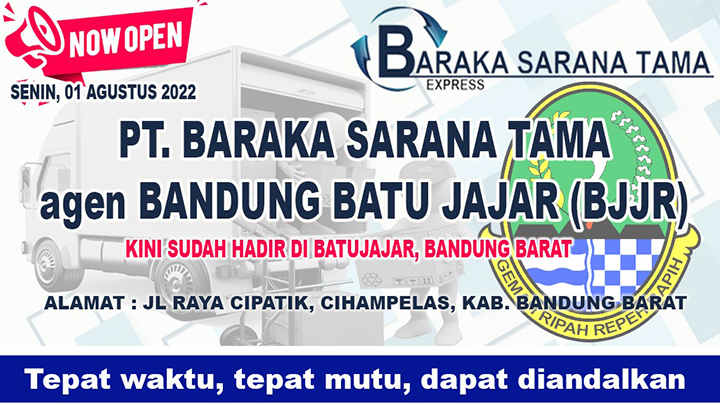 NOW OPEN
BARAKA SARANA TAMA
EXPRESS
SENIN, 01 AGUSTUS 2022
PT. BARAKA SARANA TAMA
agen BANDUNG BATU JAJAR (BJJR)
KINI SUDAH HADIR DI BATUJAJAR, BANDUNG BARAT
ALAMAT : JL RAYA CIPATIK, CIHAMPELAS, KAB. BANDUNG BARAT
GEM RIPAH REPEH RAPIH
Tepat waktu, tepat mutu, dapat diandalkan